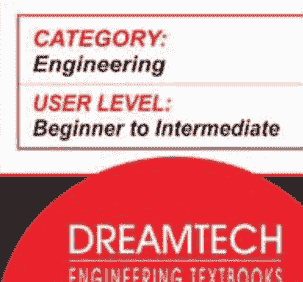 CATEGORY:
Engineering
USER LEVEL:
Beginner to Intermediate
DREAMTECH
ENGINEERING TEXTBOOKS